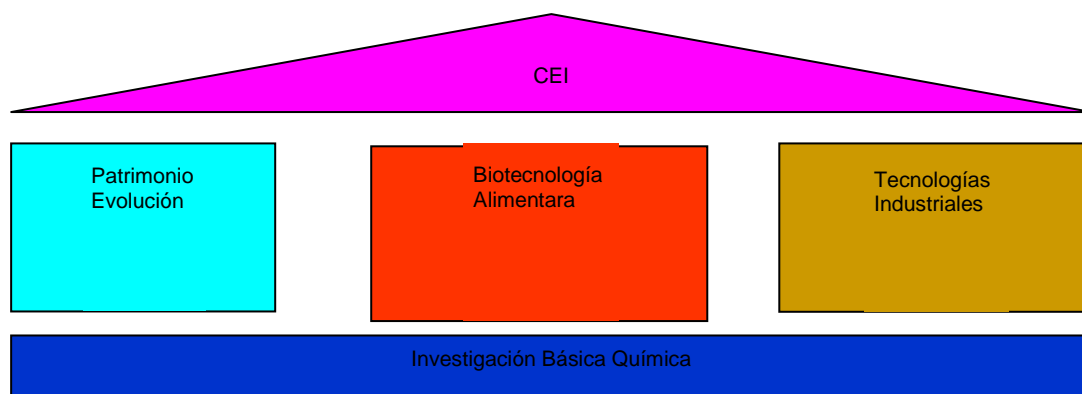 CEI
Patrimonio
Evolución
Biotecnología
Alimentara
Tecnologías
Industriales
Investigación Básica Química